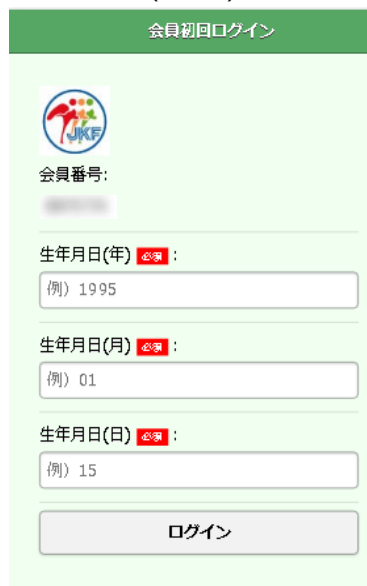 会員初回ログイン
JKF
会員番号:
生年月日(年) 必須 :
例) 1995
生年月日(月) 必須 :
例) 01
生年月日(日) 必須 :
例) 15
ログイン